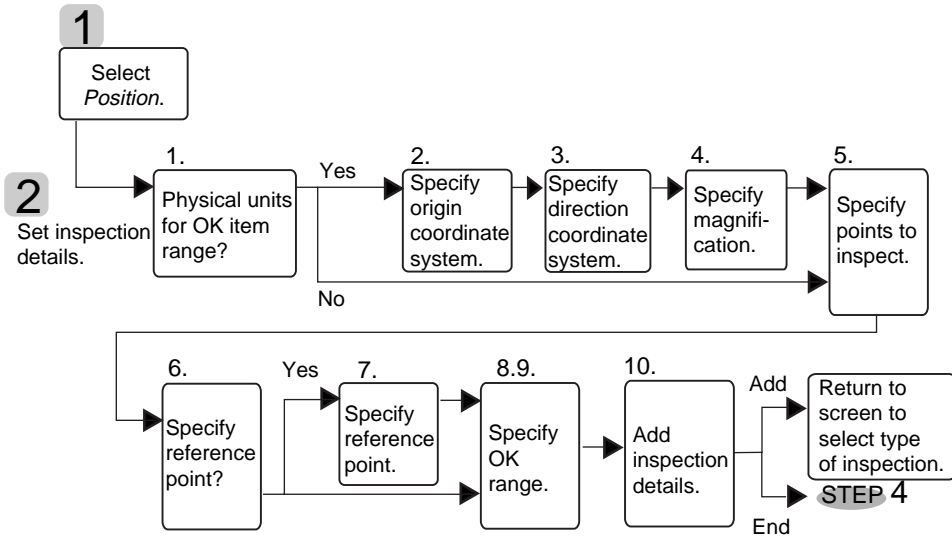 1
Select
Position.
2
Set inspection
details.
1.
Physical units
for OK item
range?
Yes
No
2.
Specify
origin
coordinate
system.
3.
Specify
direction
coordinate
system.
4.
Specify
magnifi-
cation.
5.
Specify
points to
inspect.
6.
Specify
reference
point?
Yes
7.
Specify
reference
point.
8.9.
Specify
OK
range.
10.
Add
inspection
details.
Add
Return to
screen to
select type
of inspection.
End
STEP 4